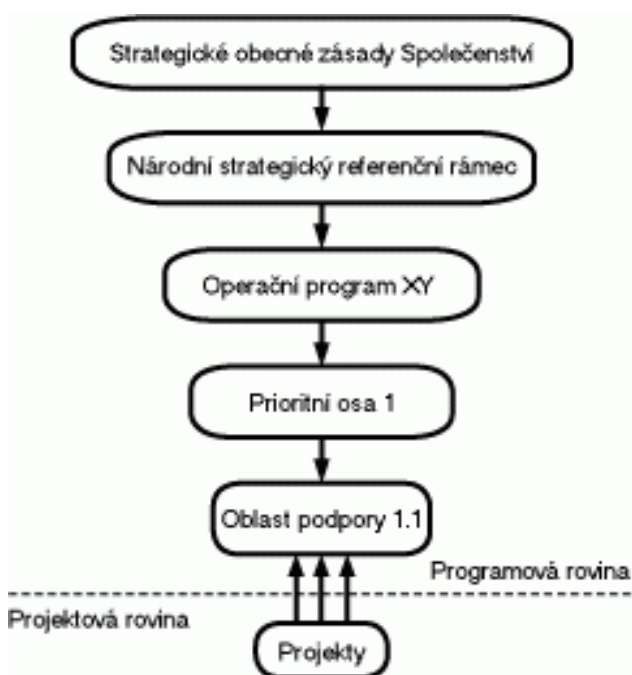 Strategické obecné zásady Společenství
Národní strategický referenční rámec
Operační program XY
Prioritní osa 1
Oblast podpory 1.1
Programová rovina
Projektová rovina
Projekty